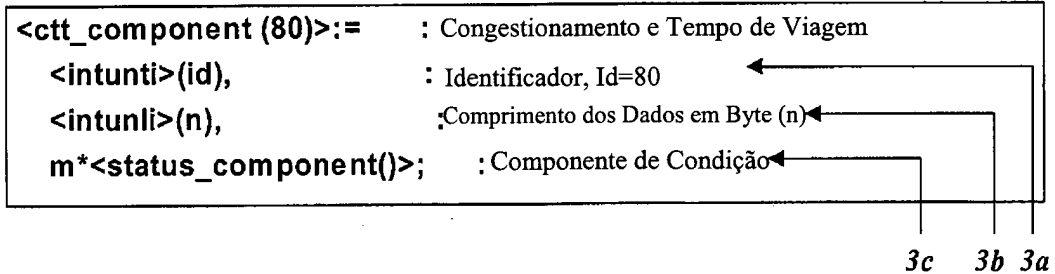 <ctt_component (80)>:= : Congestionamento e Tempo de Viagem
<intunti>(id), : Identificador, Id=80
<intunli>(n), :Comprimento dos Dados em Byte (n)
m*<status_component()>; : Componente de Condição
3c 3b 3a